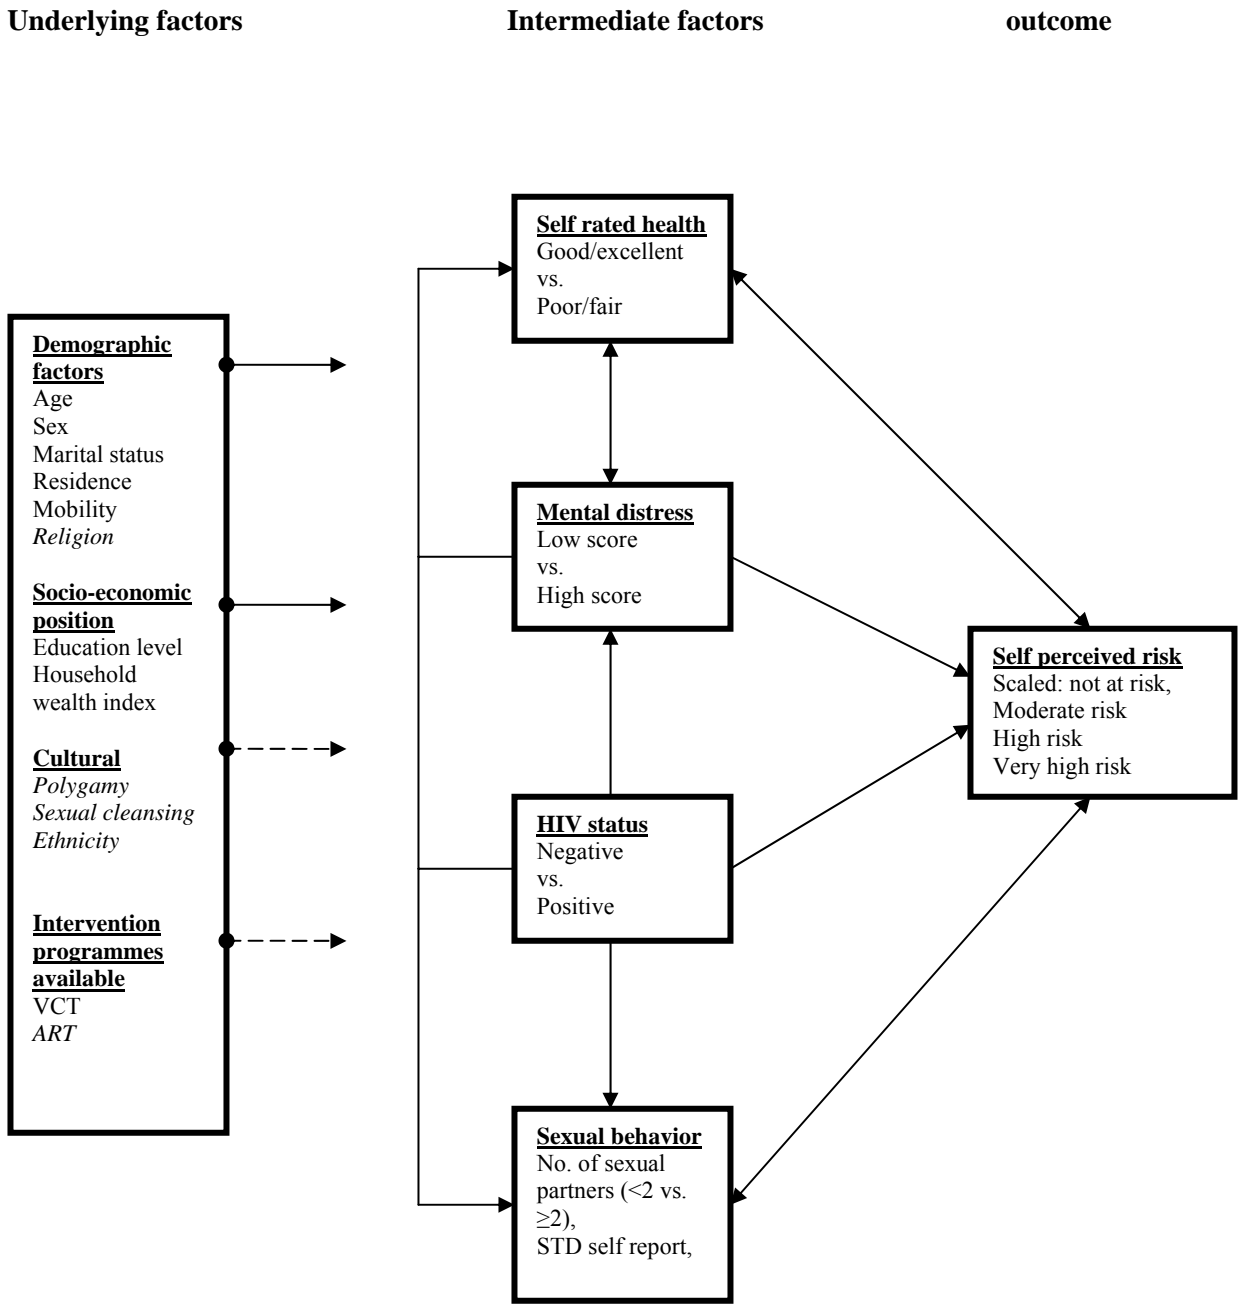 Underlying factors
Intermediate factors
outcome
Demographic
factors
Age
Sex
Marital status
Residence
Mobility
Religion
Socio-economic
position
Education level
Household
wealth index
Cultural
Polygamy
Sexual cleansing
Ethnicity
Intervention
programmes
available
VCT
ART
Self rated health
Good/excellent
vs.
Poor/fair
Mental distress
Low score
vs.
High score
HIV status
Negative
vs.
Positive
Sexual behavior
No. of sexual
partners (<2 vs.
≥2),
STD self report,
Self perceived risk
Scaled: not at risk,
Moderate risk
High risk
Very high risk